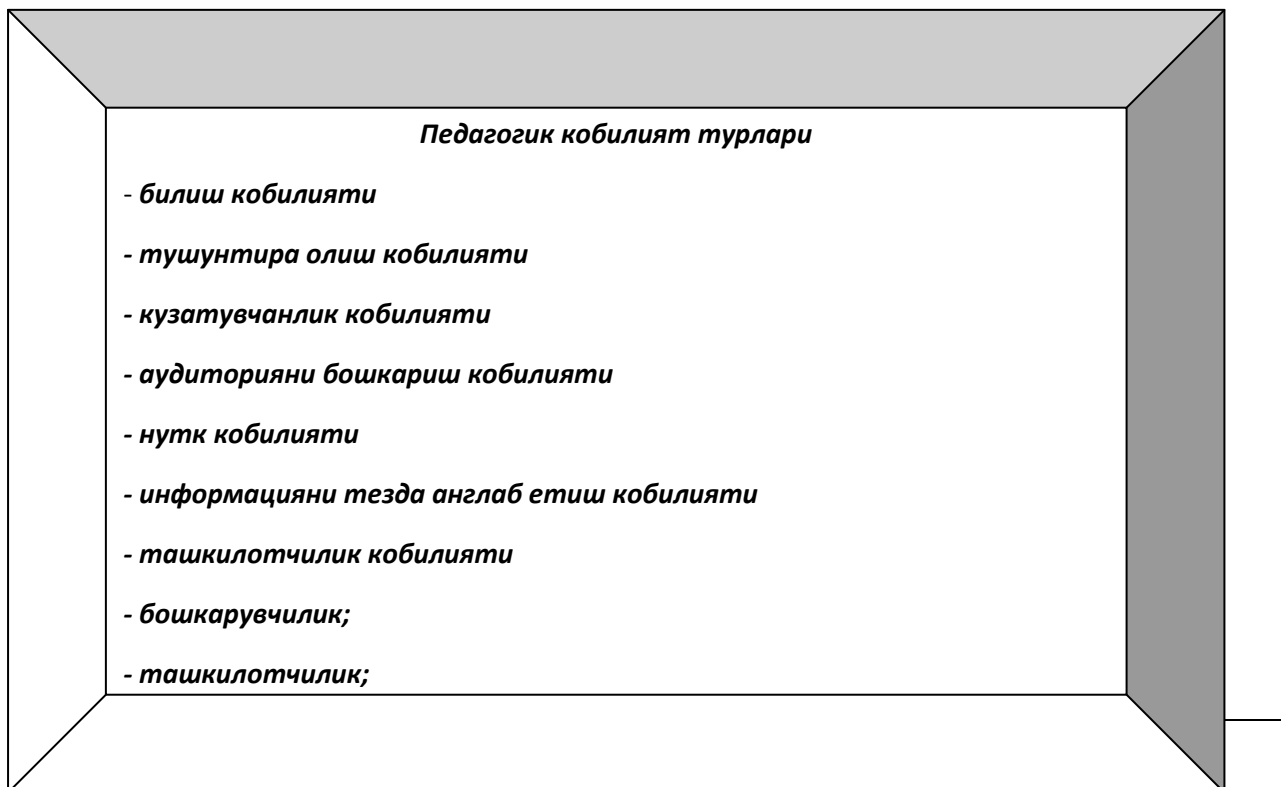 Педагогик кобилият турлари
- билиш кобилияти
- тушунтира олиш кобилияти
- кузатувчанлик кобилияти
- аудиторияни бошкариш кобилияти
- нутк кобилияти
- информацияни тезда англаб етиш кобилияти
- ташкилотчилик кобилияти
- бошкарувчилик;
- ташкилотчилик;